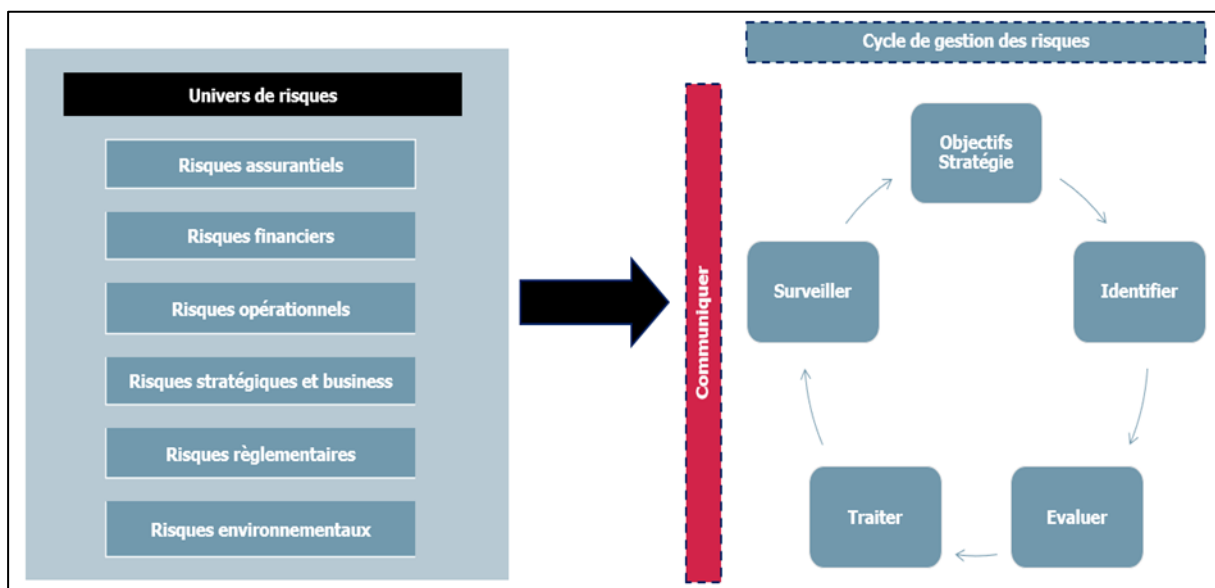 Univers de risques
Risques assurantiels
Risques financiers
Risques opérationnels
Risques stratégiques et business
Risques règlementaires
Risques environnementaux
Communiquer
Cycle de gestion des risques
Objectifs
Stratégie
Identifier
Evaluer
Traiter
Surveiller